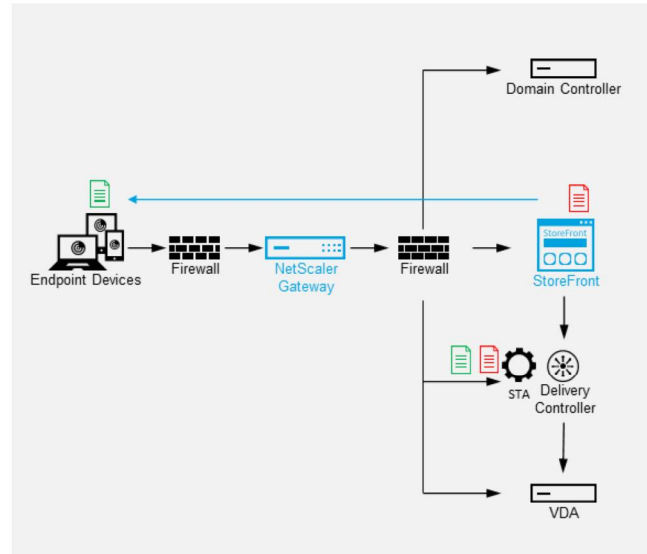 Domain Controller
StoreFront
Endpoint Devices
Firewall
NetScaler
Gateway
Firewall
StoreFront
STA
Delivery
Controller
VDA